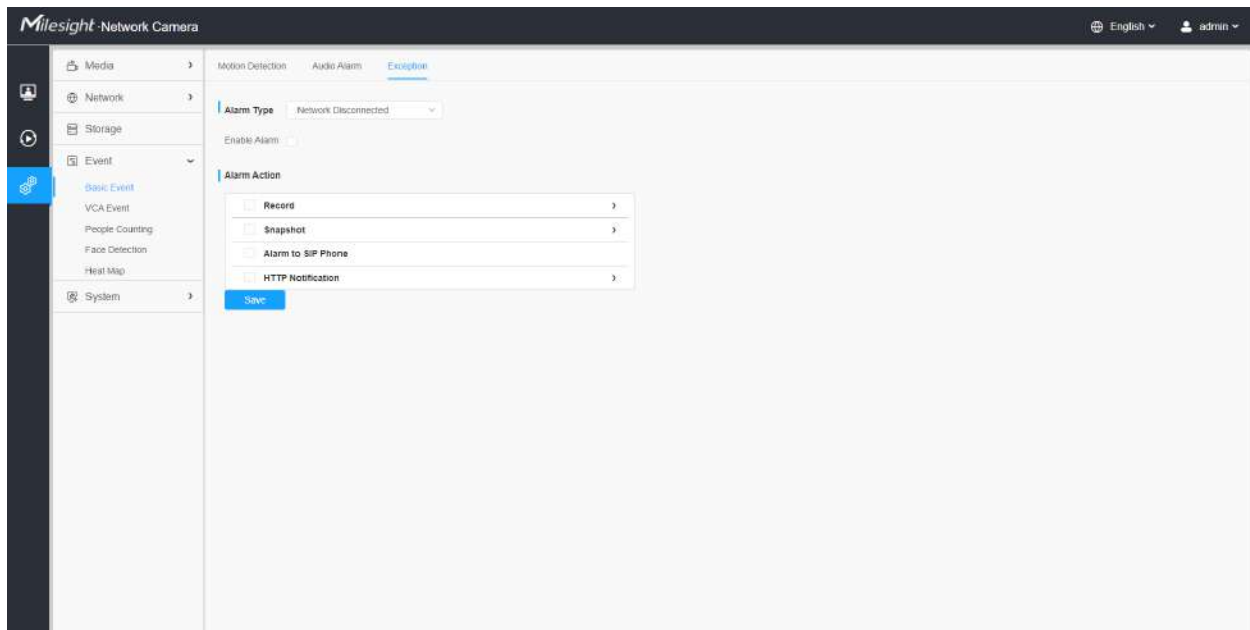 Milesight Network Camera
English
admin
Media
Network
Storage
Event
Basic Event
VCA Event
People Counting
Face Detection
Heat Map
System
Motion Detection Audio Alarm Exception
Alarm Type Network Disconnected
Enable Alarm
Alarm Action
Record
Snapshot
Alarm to SIP Phone
HTTP Notification
Save